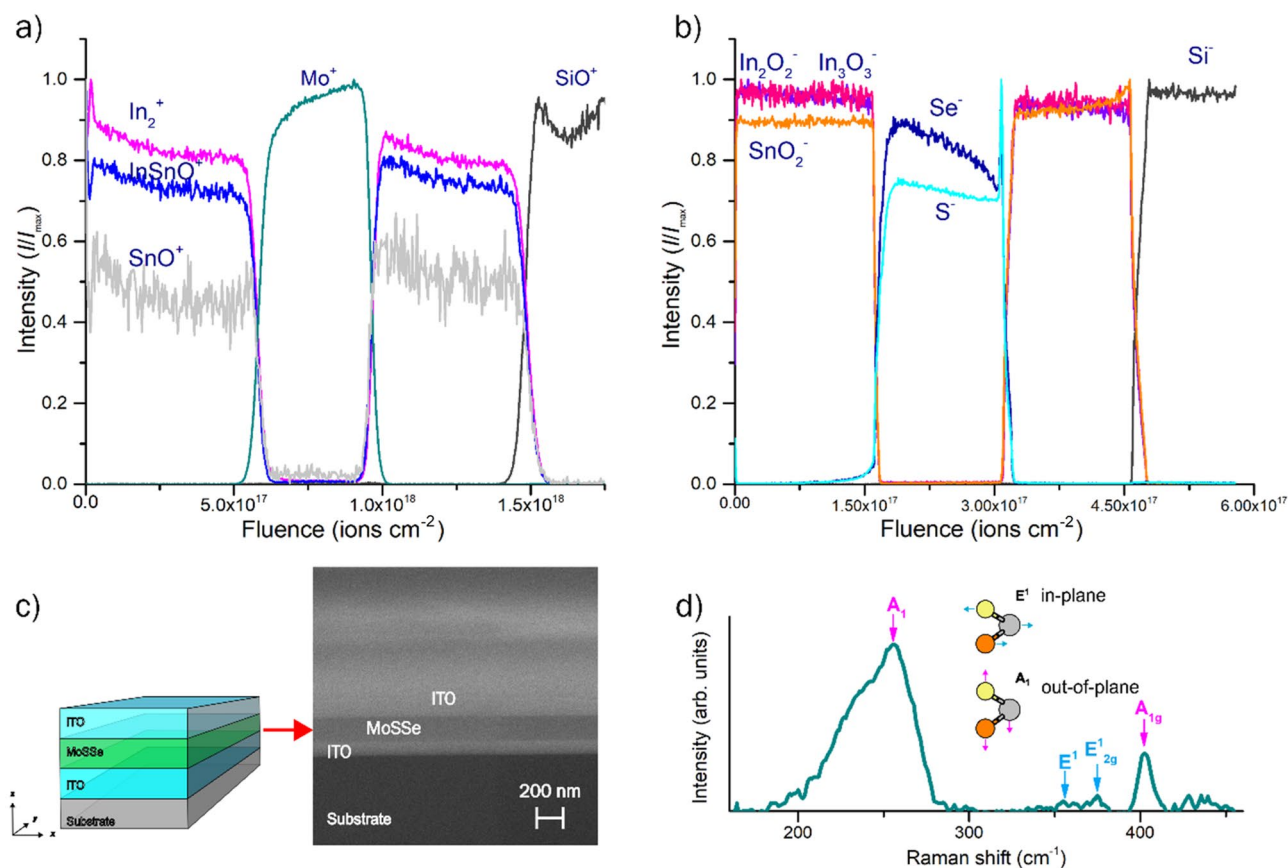 a)
Intensity (I/Imax)
1.0
0.8
0.6
0.4
0.2
0.0
In2+
InSnO+
SnO+
Mo+
SiO+
0.0
5.0x10^17
1.0x10^18
1.5x10^18
Fluence (ions cm-2)
b)
Intensity (I/Imax)
1.0
0.8
0.6
0.4
0.2
0.0
In2O2- In3O3-
SnO2-
Se-
S-
Si-
0.00
1.50x10^17
3.00x10^17
4.50x10^17
6.00x10^17
Fluence (ions cm-2)
c)
ITO
MoSSe
ITO
Substrate
z
y
x
ITO
MoSSe
ITO
200 nm
Substrate
d)
Intensity (arb. units)
A1
E1 in-plane
A1 out-of-plane
E1
E12g
A1g
200
300
400
Raman shift (cm-1)